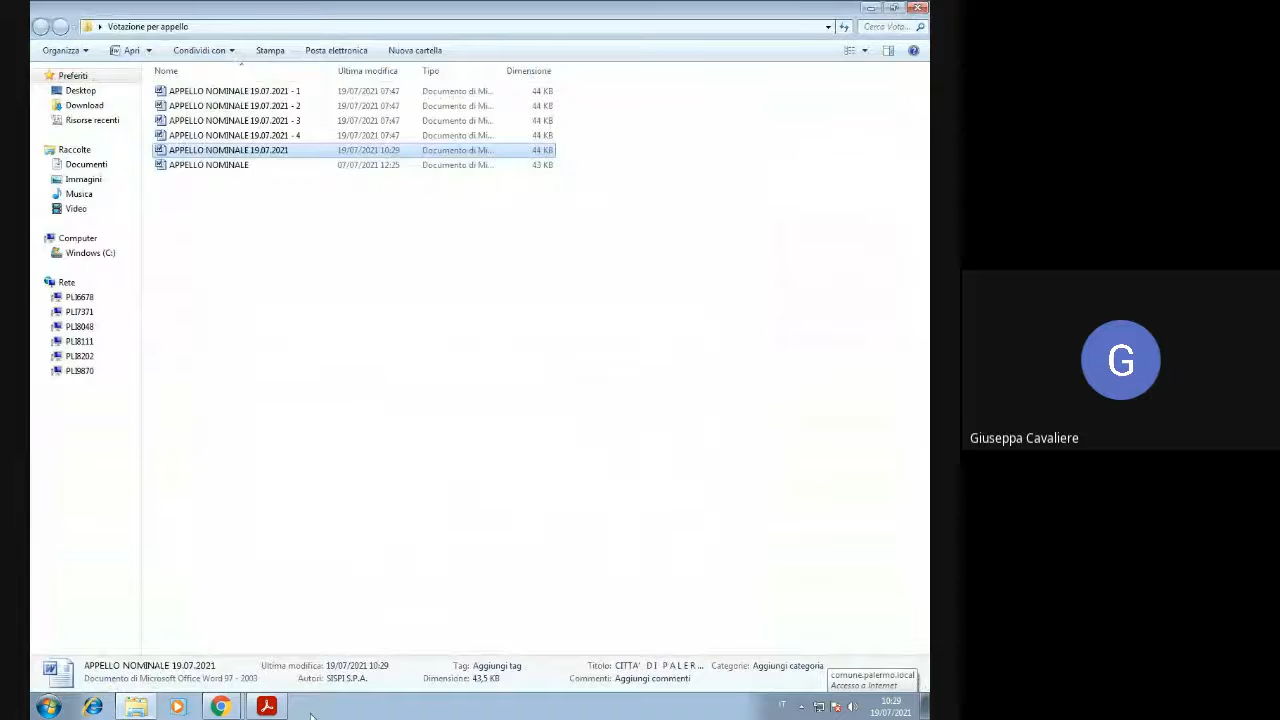 Votazione per appello
Cerca Vota...
Organizza Apri Condividi con Stampa Posta elettronica Nuova cartella
Nome Ultima modifica Tipo Dimensione
Preferiti
Desktop
Download
Risorse recenti
Raccolte
Documenti
Immagini
Musica
Video
Computer
Windows (C:)
Rete
PLI6678
PLI7371
PLI8048
PLI8111
PLI8202
PLI9870
APPELLO NOMINALE 19.07.2021 - 1 19/07/2021 07:47 Documento di Mi... 44 KB
APPELLO NOMINALE 19.07.2021 - 2 19/07/2021 07:47 Documento di Mi... 44 KB
APPELLO NOMINALE 19.07.2021 - 3 19/07/2021 07:47 Documento di Mi... 44 KB
APPELLO NOMINALE 19.07.2021 - 4 19/07/2021 07:47 Documento di Mi... 44 KB
APPELLO NOMINALE 19.07.2021 19/07/2021 10:29 Documento di Mi... 44 KB
APPELLO NOMINALE 07/07/2021 12:25 Documento di Mi... 43 KB
G
Giuseppa Cavaliere
APPELLO NOMINALE 19.07.2021 Ultima modifica: 19/07/2021 10:29 Tag: Aggiungi tag Titolo: CITTA' DI PALER... Categorie: Aggiungi categoria
Documento di Microsoft Office Word 97 - 2003 Autori: SISPI S.P.A. Dimensione: 43,5 KB Commenti: Aggiungi commenti
comune.palermo.local
Accesso a Internet
IT
10:29
19/07/2021